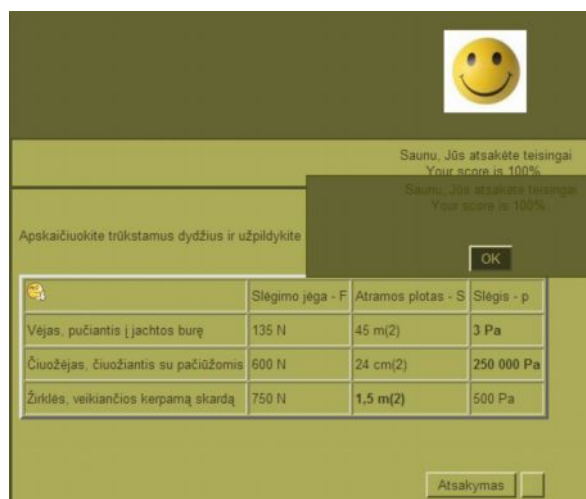 Saunu, Jūs atsakėte teisingai
Your score is 100%.
Saunu, Jūs atsakėte teisingai
Your score is 100%.
Apskaičiuokite trūkstamus dydžius ir užpildykite
OK
Slėgimo jėga - F Atramos plotas - S Slėgis - p
Vėjas, pučiantis į jachtos burę 135 N 45 m(2) 3 Pa
Čiuožėjas, čiuožiantis su pačiūžomis 600 N 24 cm(2) 250 000 Pa
Žirklės, veikiančios kerpamą skardą 750 N 1,5 m(2) 500 Pa
Atsakymas